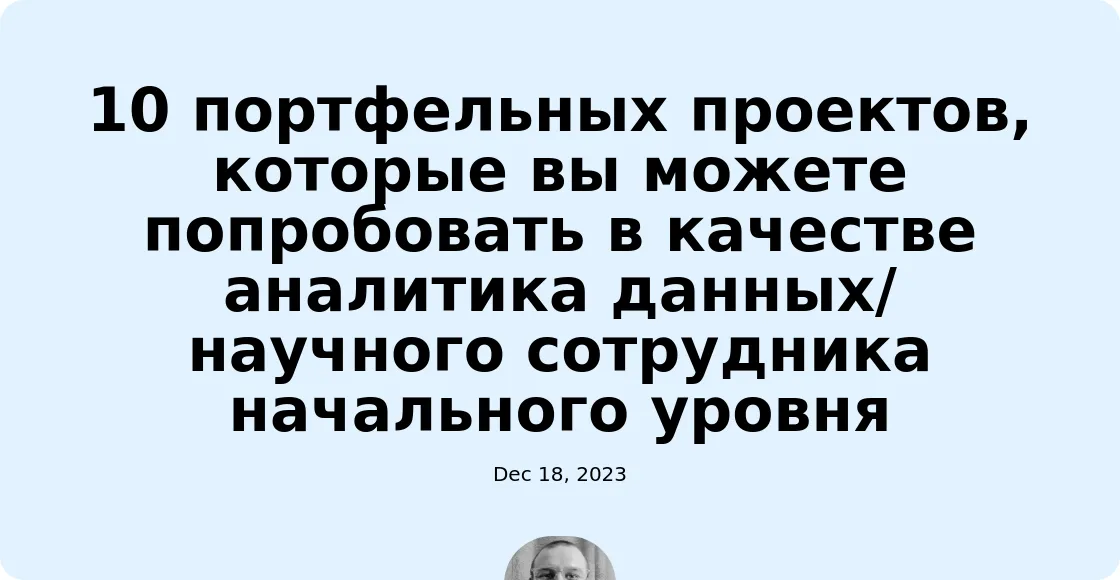 10 портфельных проектов,
которые вы можете
попробовать в качестве
аналитика данных/
научного сотрудника
начального уровня
Dec 18, 2023